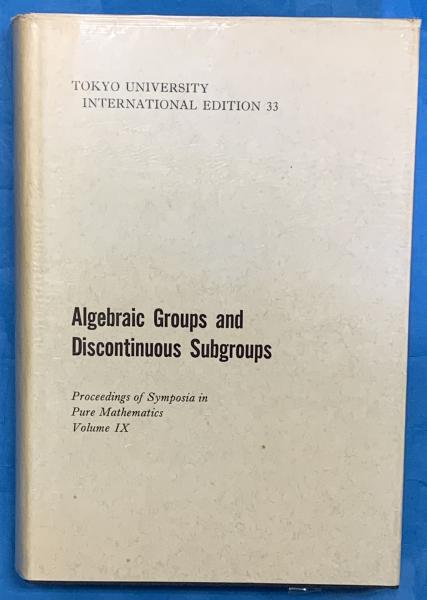 TOKYO UNIVERSITY
INTERNATIONAL EDITION 33
Algebraic Groups and
Discontinuous Subgroups
Proceedings of Symposia in
Pure Mathematics
Volume IX